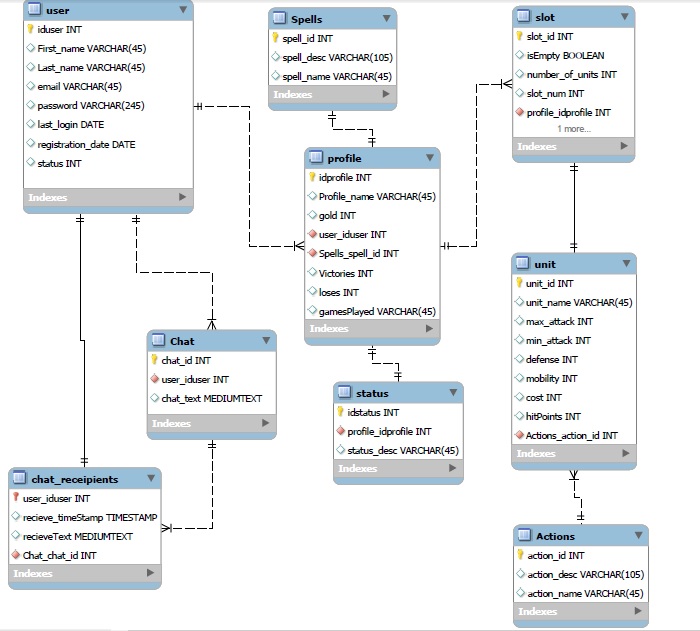 user
iduser INT
First_name VARCHAR(45)
Last_name VARCHAR(45)
email VARCHAR(45)
password VARCHAR(245)
last_login DATE
registration_date DATE
status INT
Indexes
Spells
spell_id INT
spell_desc VARCHAR(105)
spell_name VARCHAR(45)
Indexes
slot
slot_id INT
isEmpty BOOLEAN
number_of_units INT
slot_num INT
profile_idprofile INT
1 more...
Indexes
profile
idprofile INT
Profile_name VARCHAR(45)
gold INT
user_iduser INT
Spells_spell_id INT
Victories INT
loses INT
gamesPlayed VARCHAR(45)
Indexes
unit
unit_id INT
unit_name VARCHAR(45)
max_attack INT
min_attack INT
defense INT
mobility INT
cost INT
hitPoints INT
Actions_action_id INT
Indexes
Chat
chat_id INT
user_iduser INT
chat_text MEDIUMTEXT
Indexes
status
idstatus INT
profile_idprofile INT
status_desc VARCHAR(45)
Indexes
chat_receipients
user_iduser INT
recieve_timeStamp TIMESTAMP
recieveText MEDIUMTEXT
Chat_chat_id INT
Indexes
Actions
action_id INT
action_desc VARCHAR(105)
action_name VARCHAR(45)
Indexes